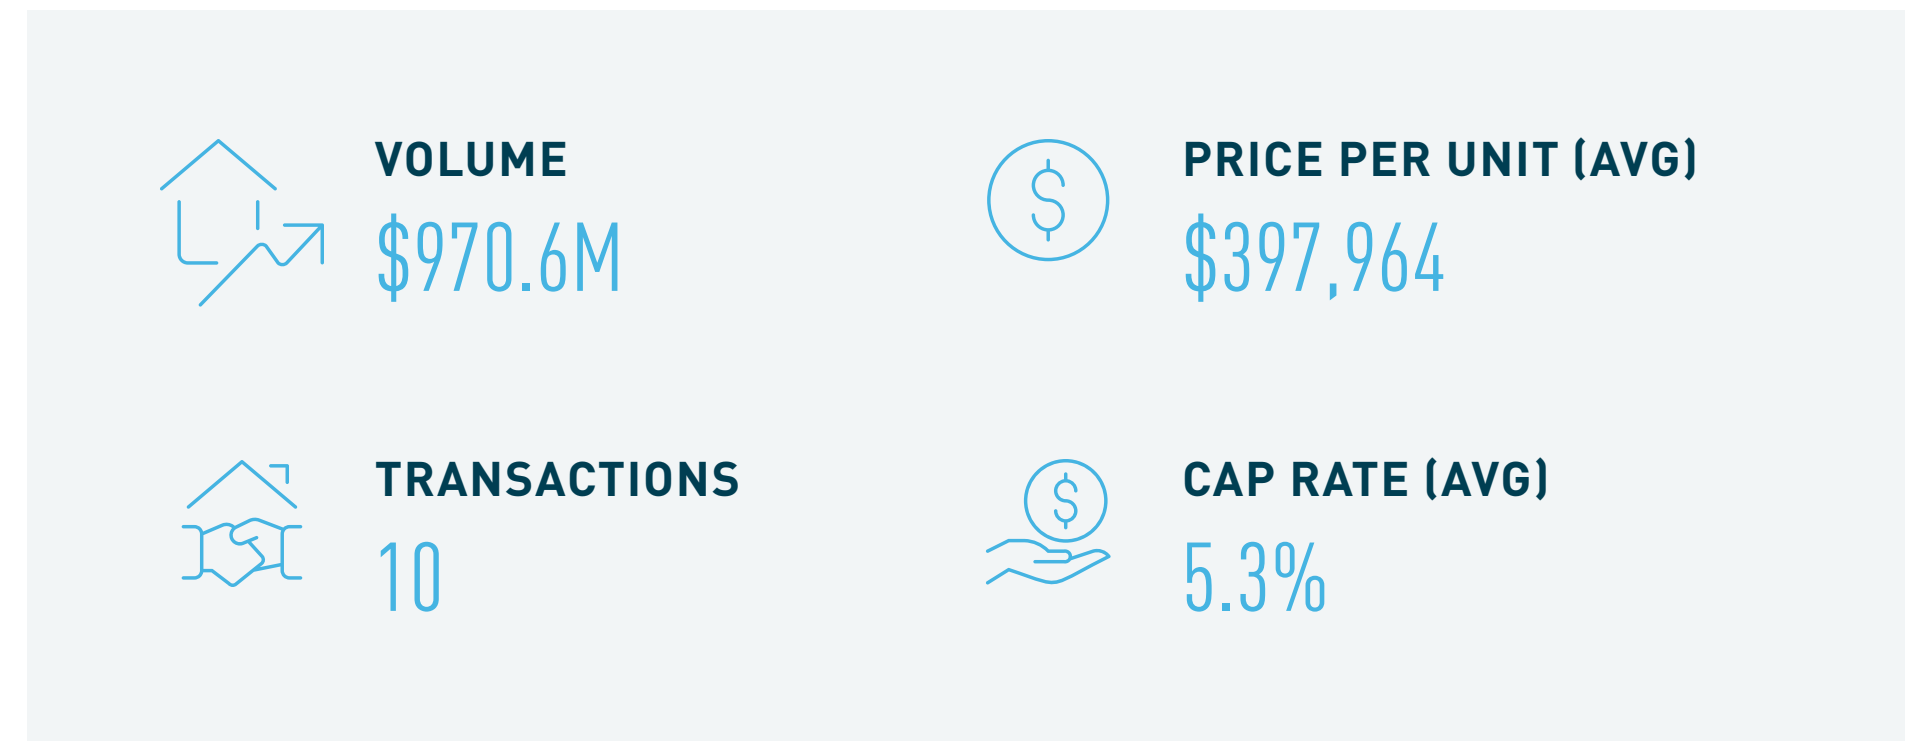 VOLUME
$970.6M
PRICE PER UNIT (AVG)
$397,964
TRANSACTIONS
10
CAP RATE (AVG)
5.3%